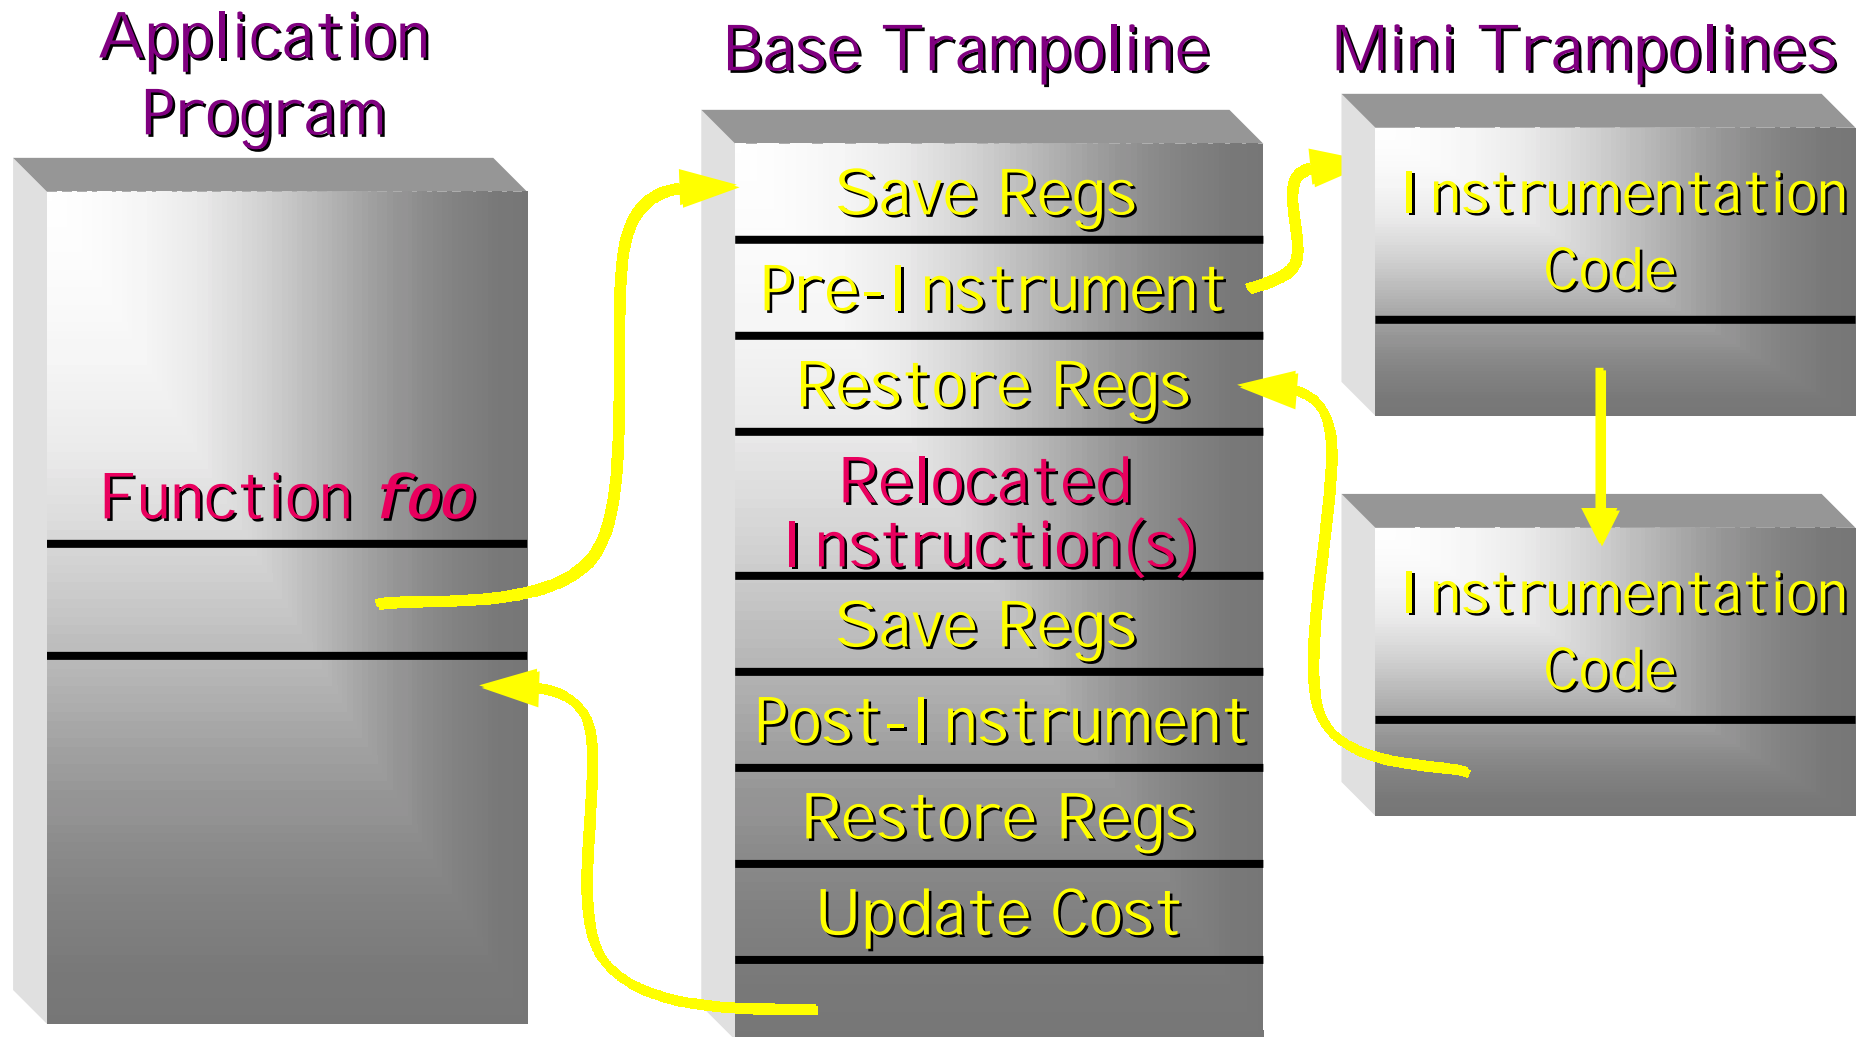 Application
Program
Base Trampoline
Mini Trampolines
Function foo
Save Regs
Pre-Instrument
Restore Regs
Relocated
Instruction(s)
Save Regs
Post-Instrument
Restore Regs
Update Cost
Instrumentation
Code
Instrumentation
Code